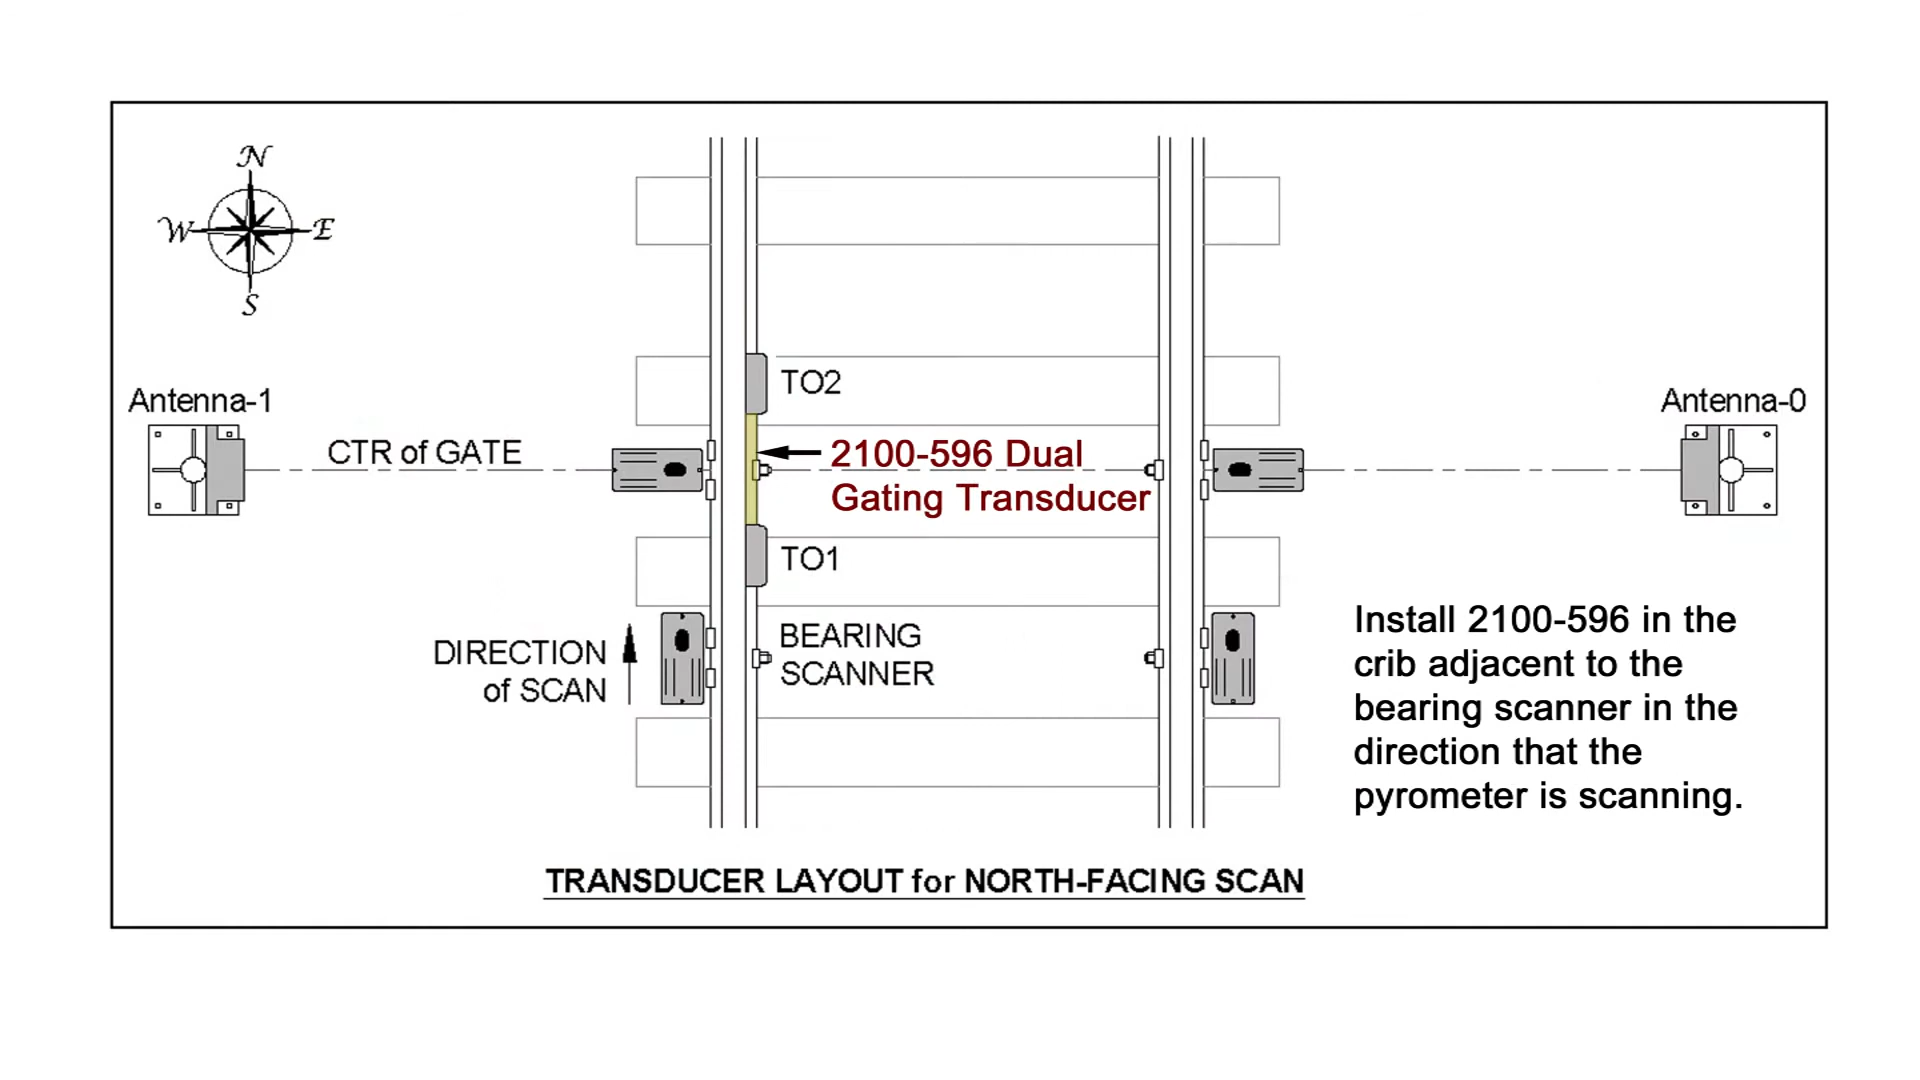 N
W
E
S
Antenna-1
CTR of GATE
TO2
2100-596 Dual
Gating Transducer
Antenna-0
TO1
DIRECTION
of SCAN
BEARING
SCANNER
Install 2100-596 in the
crib adjacent to the
bearing scanner in the
direction that the
pyrometer is scanning.
TRANSDUCER LAYOUT for NORTH-FACING SCAN